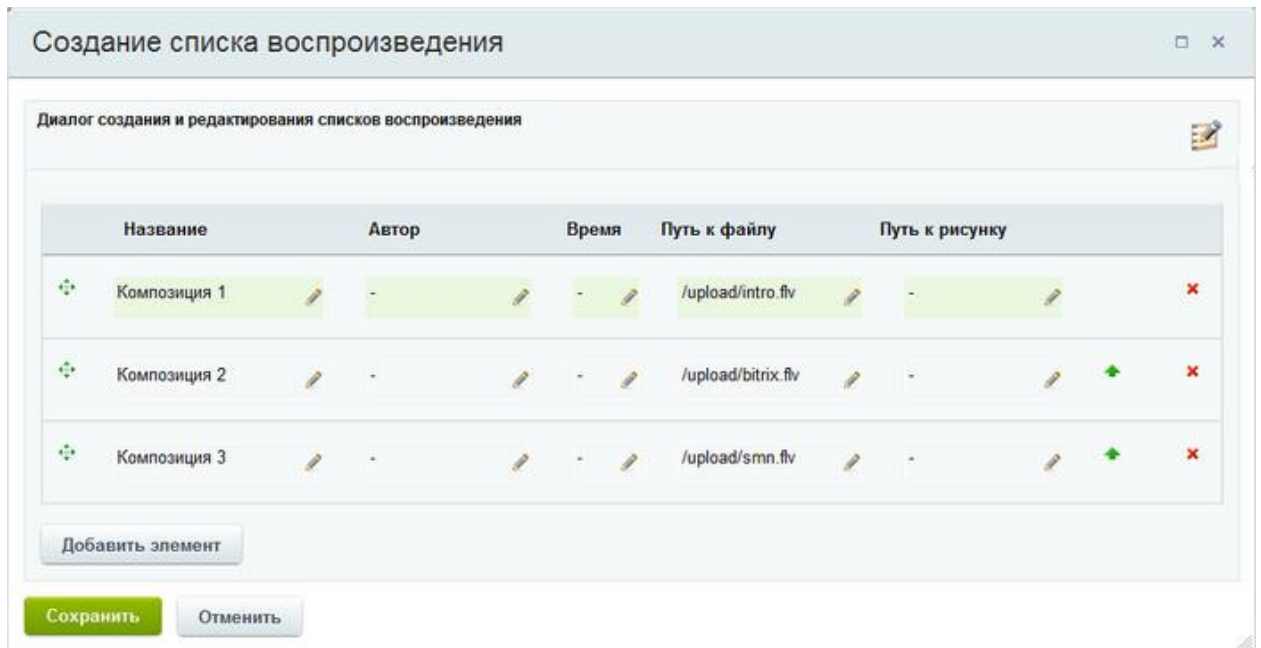 Создание списка воспроизведения
Диалог создания и редактирования списков воспроизведения
Название Автор Время Путь к файлу Путь к рисунку
Композиция 1 - - /upload/intro.flv -
Композиция 2 - - /upload/bitrix.flv -
Композиция 3 - - /upload/smn.flv -
Добавить элемент
Сохранить Отменить